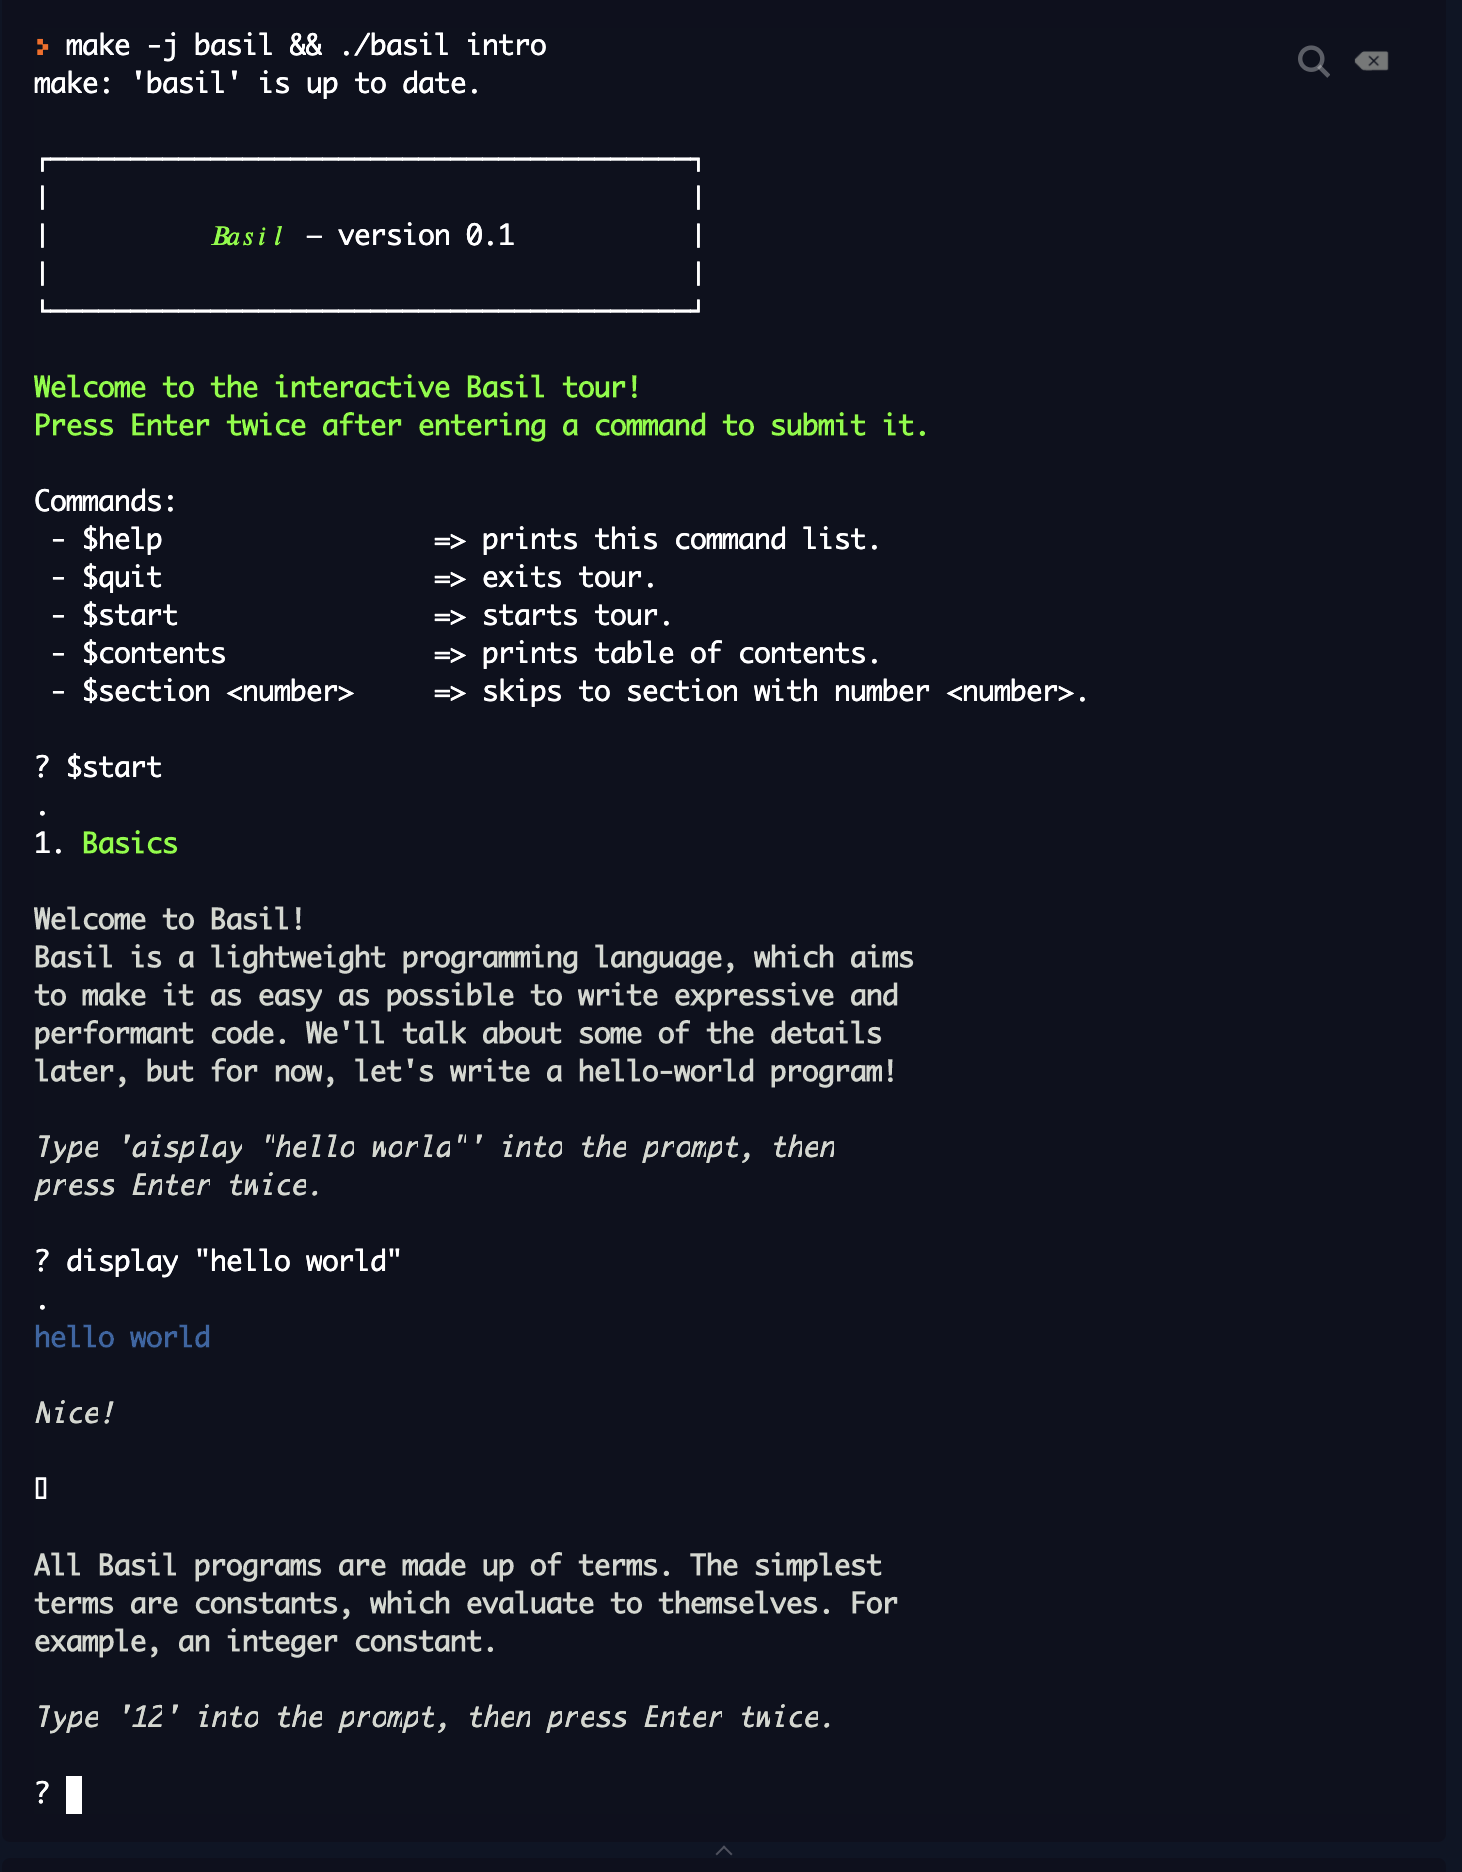 make -j basil && ./basil intro
make: 'basil' is up to date.
Basil – version 0.1
Welcome to the interactive Basil tour!
Press Enter twice after entering a command to submit it.
Commands:
- $help => prints this command list.
- $quit => exits tour.
- $start => starts tour.
- $contents => prints table of contents.
- $section <number> => skips to section with number <number>.
? $start
.
1. Basics
Welcome to Basil!
Basil is a lightweight programming language, which aims
to make it as easy as possible to write expressive and
performant code. We'll talk about some of the details
later, but for now, let's write a hello-world program!
Type 'display "hello world"' into the prompt, then
press Enter twice.
? display "hello world"
.
hello world
Nice!
▯
All Basil programs are made up of terms. The simplest
terms are constants, which evaluate to themselves. For
example, an integer constant.
Type '12' into the prompt, then press Enter twice.
?